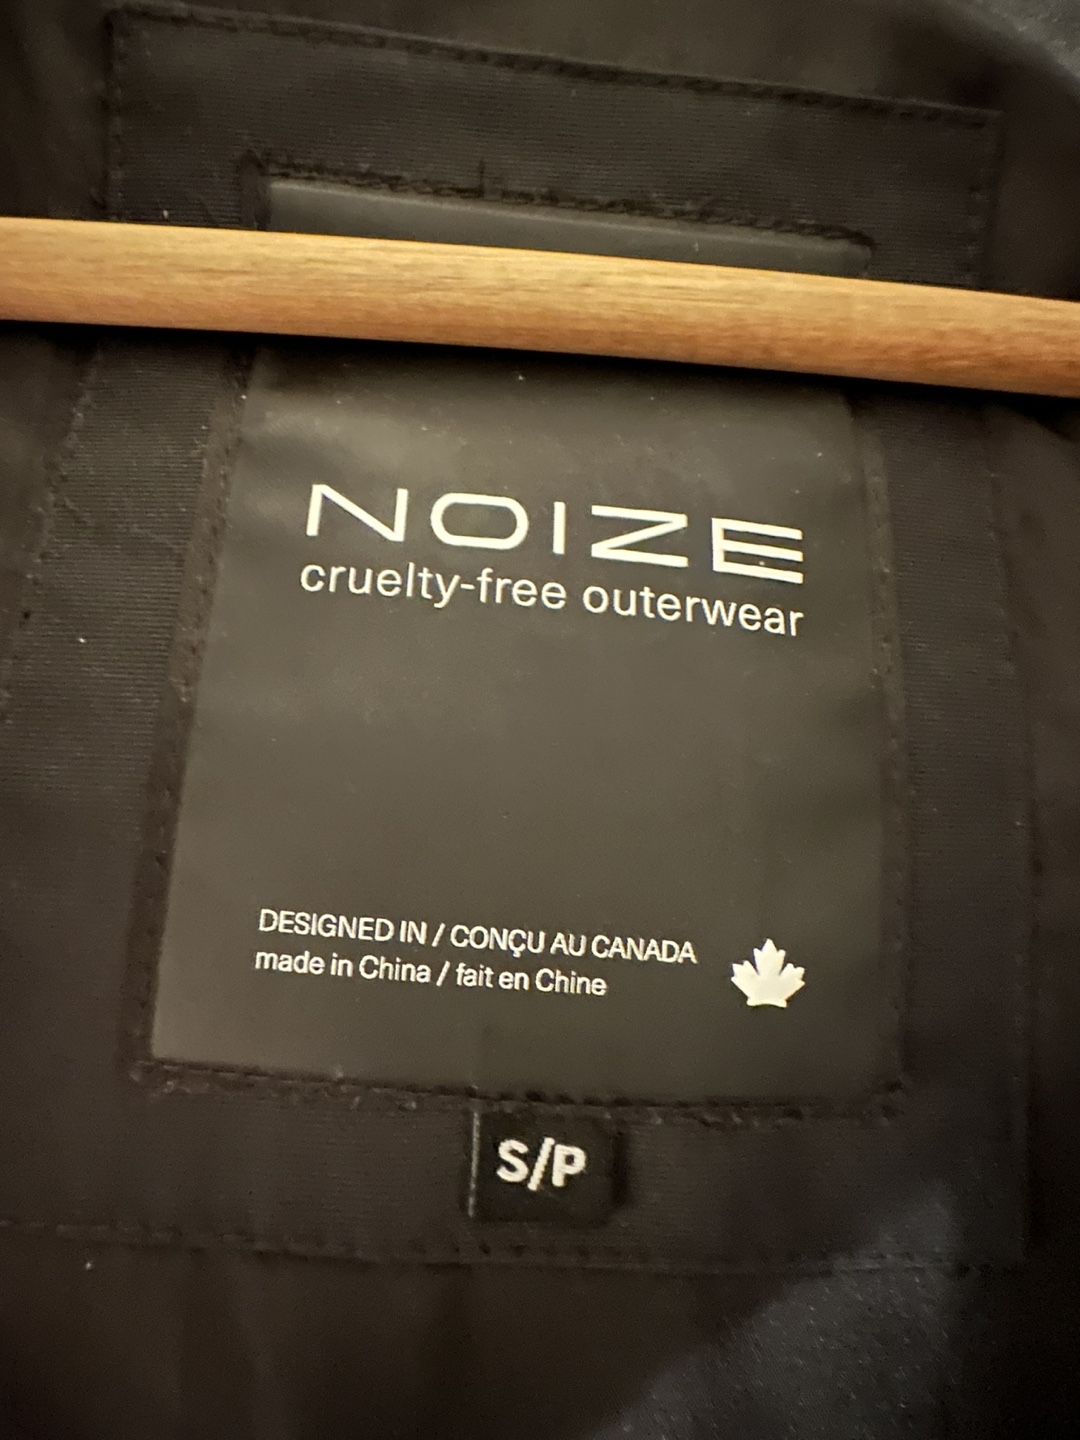 NOIZE
cruelty-free outerwear
DESIGNED IN / CONÇU AU CANADA
made in China / fait en Chine
S/P